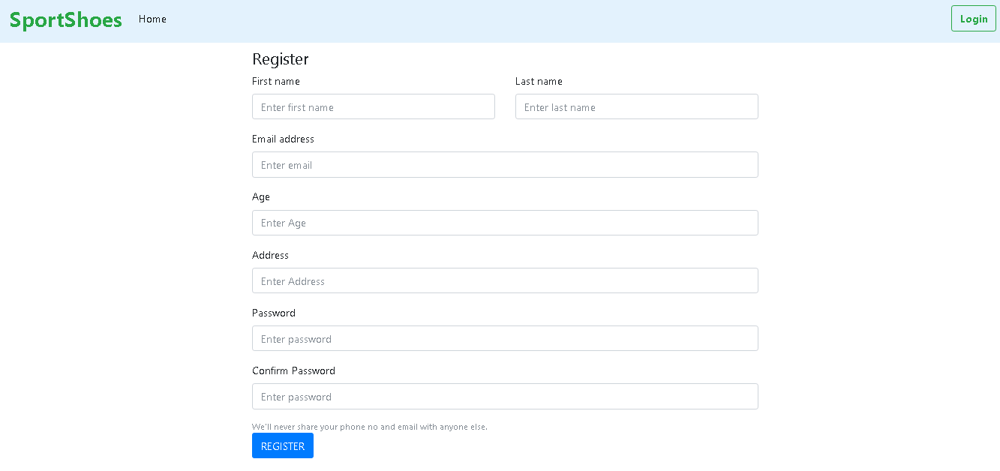 SportShoes Home Login
Register
First name Last name
Enter first name Enter last name
Email address
Enter email
Age
Enter Age
Address
Enter Address
Password
Enter password
Confirm Password
Enter password
We'll never share your phone no and email with anyone else.
REGISTER